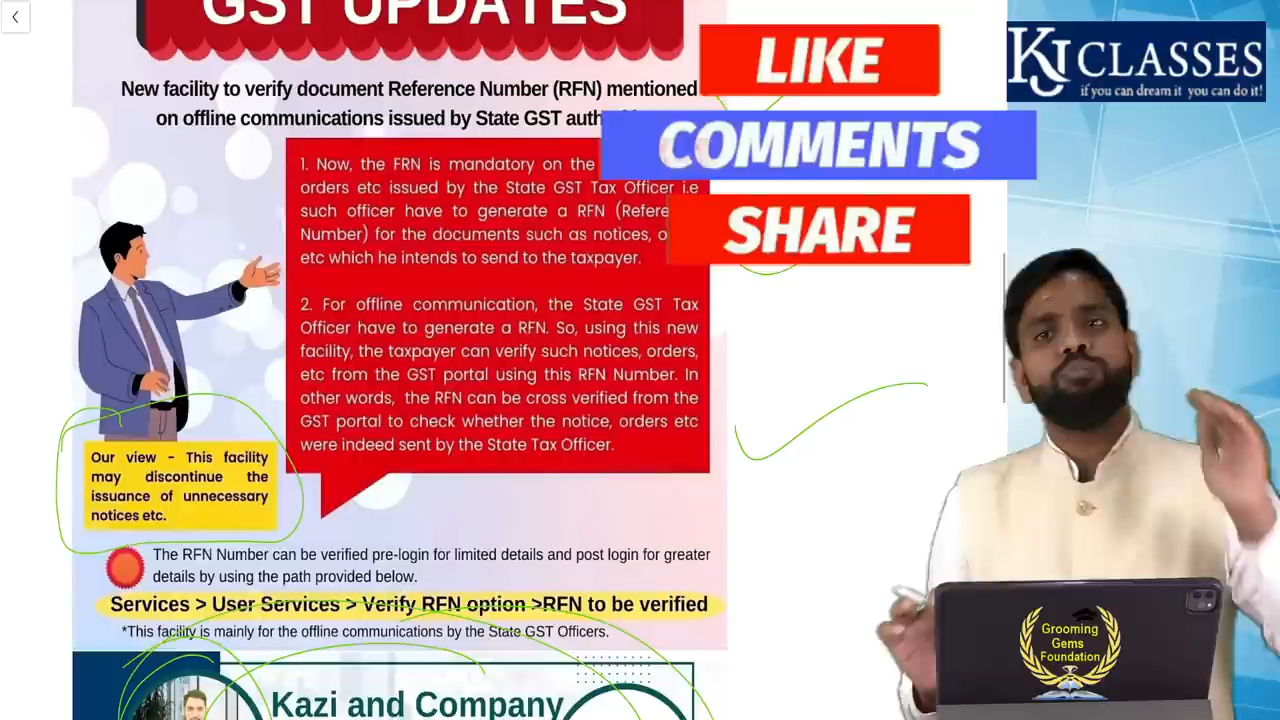 GST UPDATES
New facility to verify document Reference Number (RFN) mentioned
on offline communications issued by State GST
1. Now, the FRN is mandatory on the
orders etc issued by the State GST Tax Officer i.e
such officer have to generate a RFN
Number) for the documents such as notices,
etc which he intends to send to the taxpayer.
2. For offline communication, the State GST Tax
Officer have to generate a RFN. So, using this new
facility, the taxpayer can verify such notices, orders,
etc from the GST portal using this RFN Number. In
other words, the RFN can be cross verified from the
GST portal to check whether the notice, orders etc
were indeed sent by the State Tax Officer.
Our view - This facility
may discontinue the
issuance of unnecessary
notices etc.
The RFN Number can be verified pre-login for limited details and post login for greater
details by using the path provided below.
Services > User Services > Verify RFN option >RFN to be verified
*This facility is mainly for the offline communications by the State GST Officers.
Kazi and Company
LIKE
COMMENTS
SHARE
KJ CLASSES
if you can dream it you can do it!
Grooming
Gems
Foundation